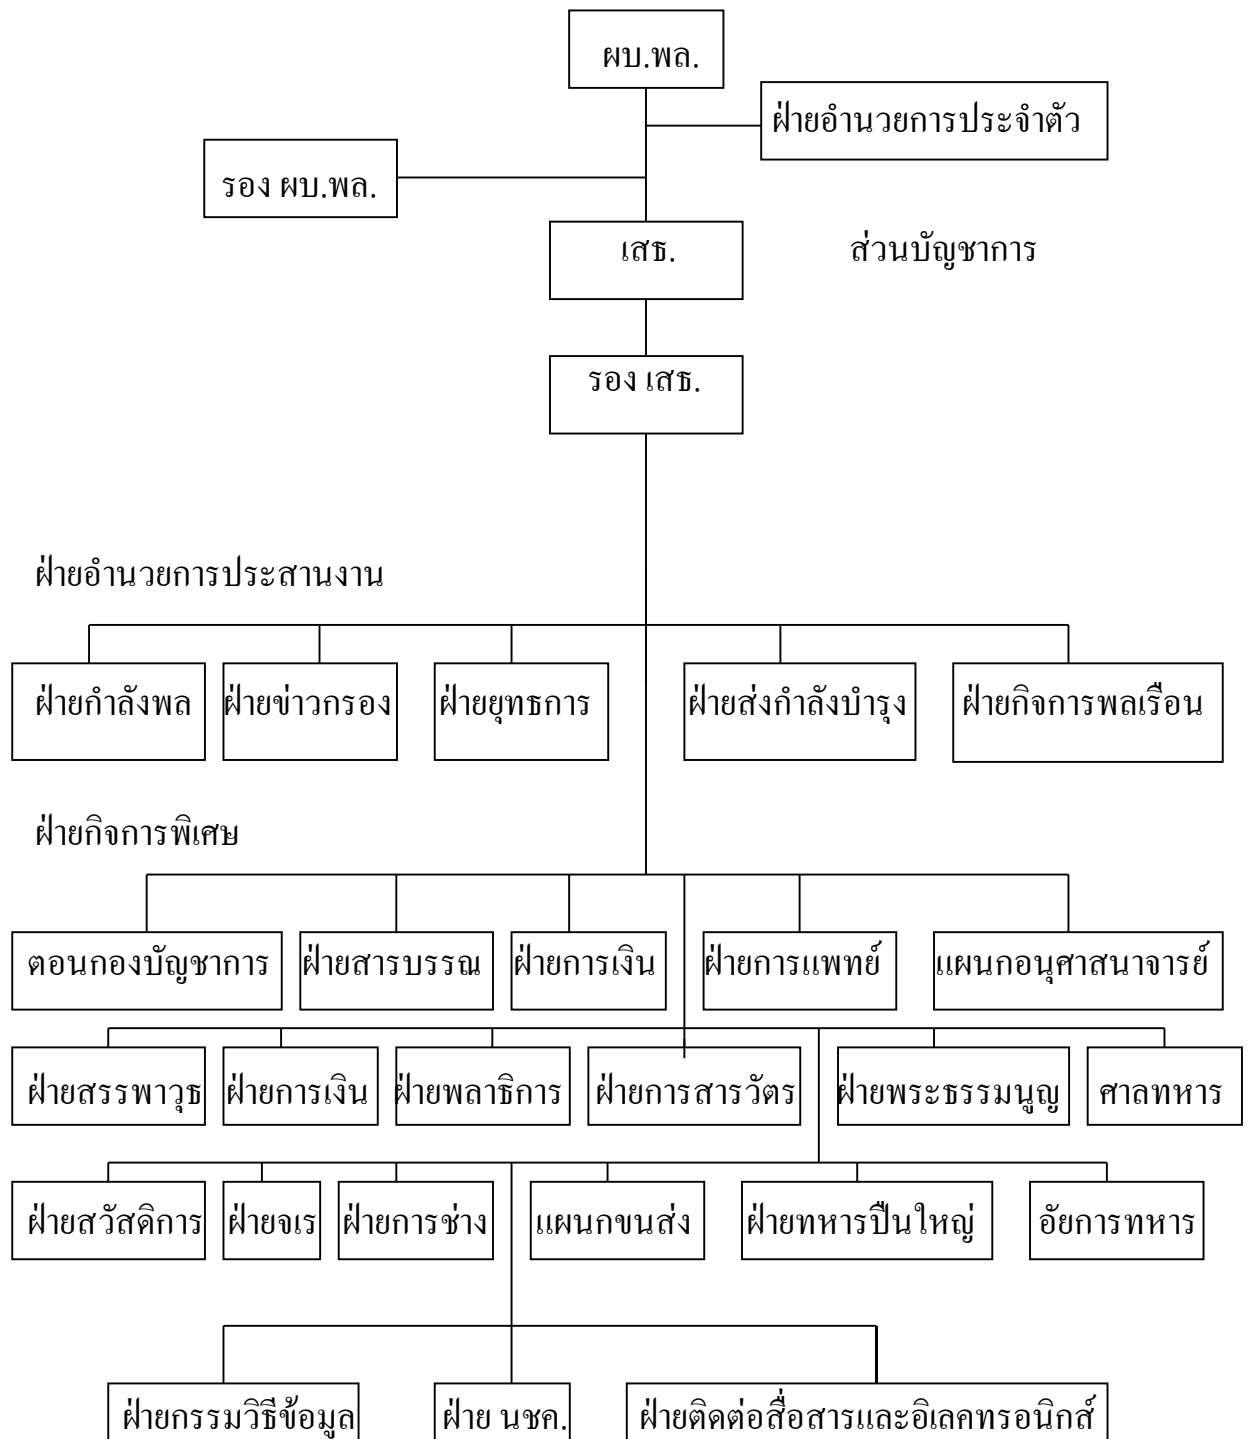 ผบ.พล.
ฝ่ายอำนวยการประจำตัว
รอง ผบ.พล.
เสธ.
ส่วนบัญชาการ
รอง เสธ.
ฝ่ายอำนวยการประสานงาน
ฝ่ายกำลังพล
ฝ่ายข่าวกรอง
ฝ่ายยุทธการ
ฝ่ายส่งกำลังบำรุง
ฝ่ายกิจการพลเรือน
ฝ่ายกิจการพิเศษ
ตอนกองบัญชาการ
ฝ่ายสารบรรณ
ฝ่ายการเงิน
ฝ่ายการแพทย์
แผนกอนุศาสนาจารย์
ฝ่ายสรรพาวุธ
ฝ่ายการเงิน
ฝ่ายพลาธิการ
ฝ่ายการสารวัตร
ฝ่ายพระธรรมนูญ
ศาลทหาร
ฝ่ายสวัสดิการ
ฝ่ายจเร
ฝ่ายการช่าง
แผนกขนส่ง
ฝ่ายทหารปืนใหญ่
อัยการทหาร
ฝ่ายกรรมวิธีข้อมูล
ฝ่าย นชค.
ฝ่ายติดต่อสื่อสารและอิเลคทรอนิกส์